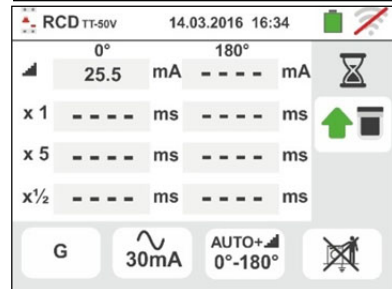 RCD TT-50V 14.03.2016 16:34
0° 180°
25.5 mA - - - - mA
x 1 - - - - ms - - - - ms
x 5 - - - - ms - - - - ms
x½ - - - - ms - - - - ms
G 30mA AUTO+ 0°-180°